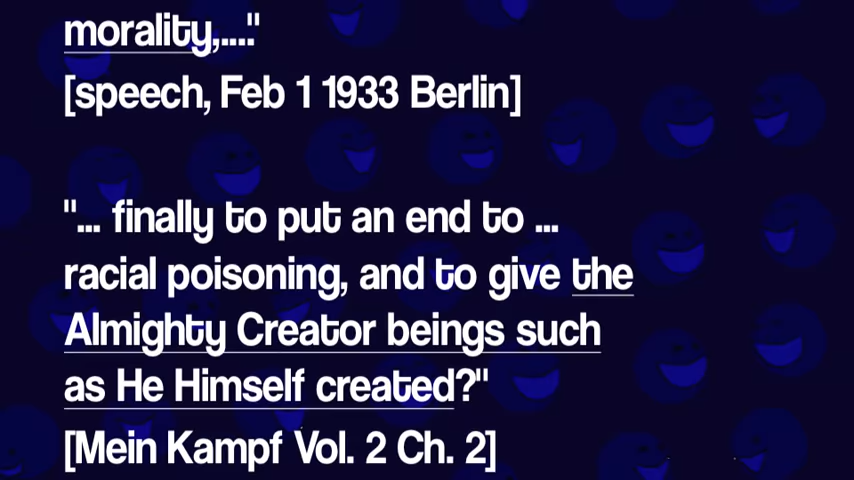 morality,...."
[speech, Feb 1 1933 Berlin]
"... finally to put an end to ...
racial poisoning, and to give the
Almighty Creator beings such
as He Himself created?"
[Mein Kampf Vol. 2 Ch. 2]